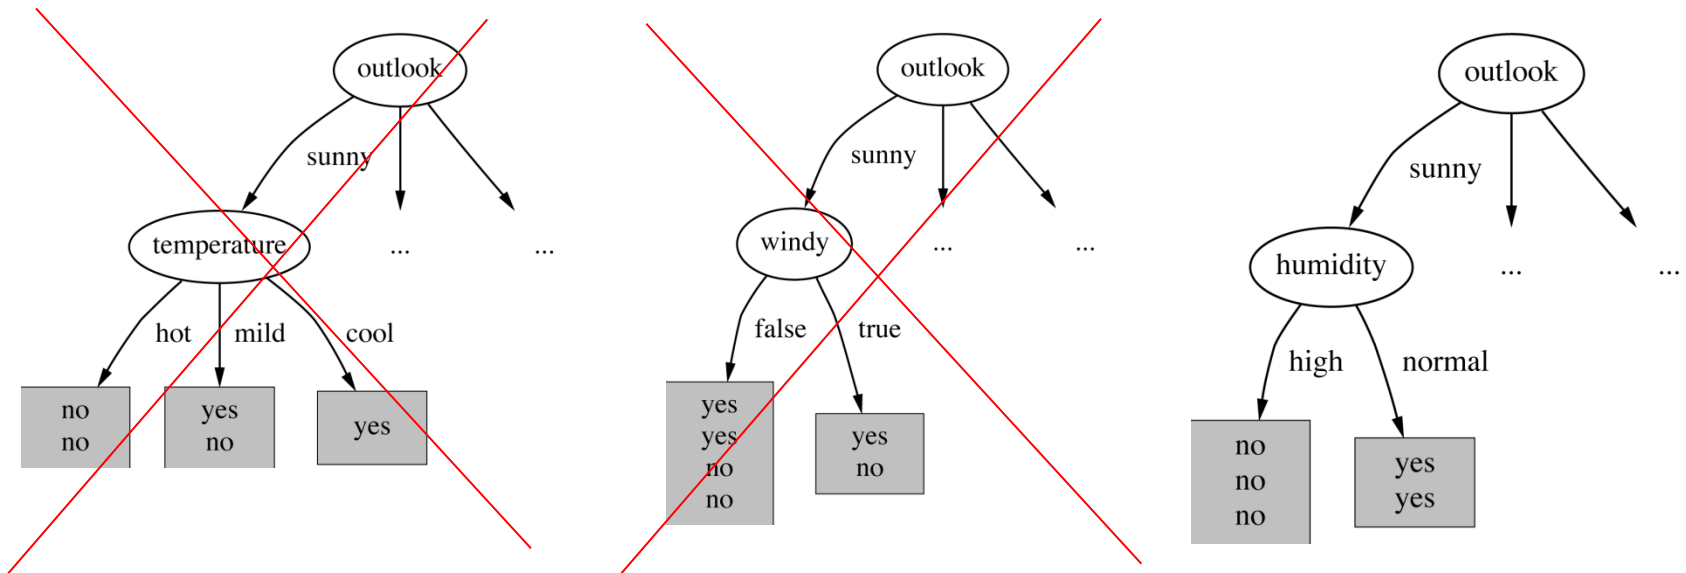 outlook
sunny
temperature
...
...
hot
mild
cool
no
no
yes
no
yes
outlook
sunny
windy
...
...
false
true
yes
yes
no
no
yes
no
outlook
sunny
humidity
...
...
high
normal
no
no
no
yes
yes